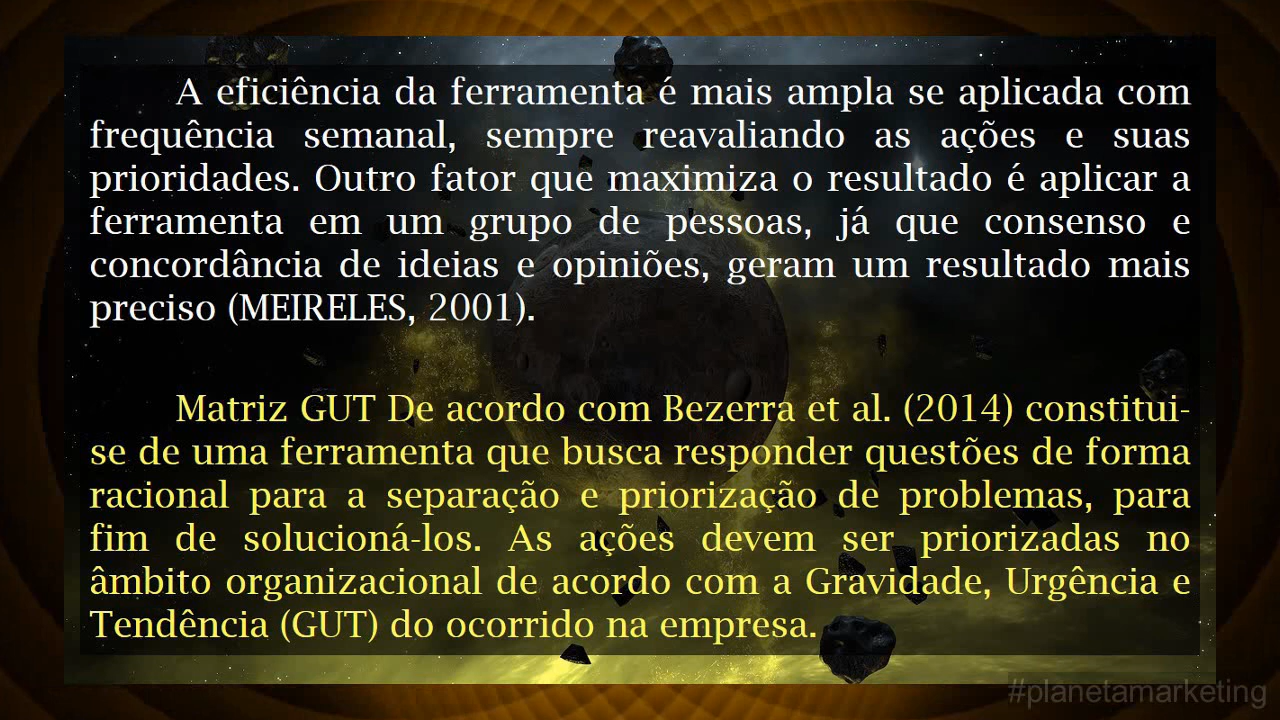 A eficiência da ferramenta é mais ampla se aplicada com
frequência semanal, sempre reavaliando as ações e suas
prioridades. Outro fator que maximiza o resultado é aplicar a
ferramenta em um grupo de pessoas, já que consenso e
concordância de ideias e opiniões, geram um resultado mais
preciso (MEIRELES, 2001).
Matriz GUT De acordo com Bezerra et al. (2014) constitui-
se de uma ferramenta que busca responder questões de forma
racional para a separação e priorização de problemas, para
fim de solucioná-los. As ações devem ser priorizadas no
âmbito organizacional de acordo com a Gravidade, Urgência e
Tendência (GUT) do ocorrido na empresa.
#planetamarketing